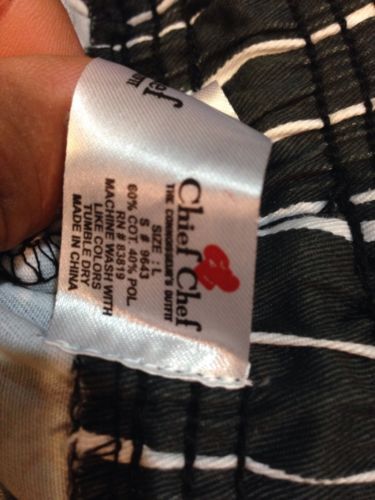 Chief Chef
THE CONNOISSEUR'S OUTFIT
SIZE : L
S # 9643
RN # 83819
60% COT. 40% POL.
MACHINE WASH WITH
LIKE COLORS
TUMBLE DRY
MADE IN CHINA